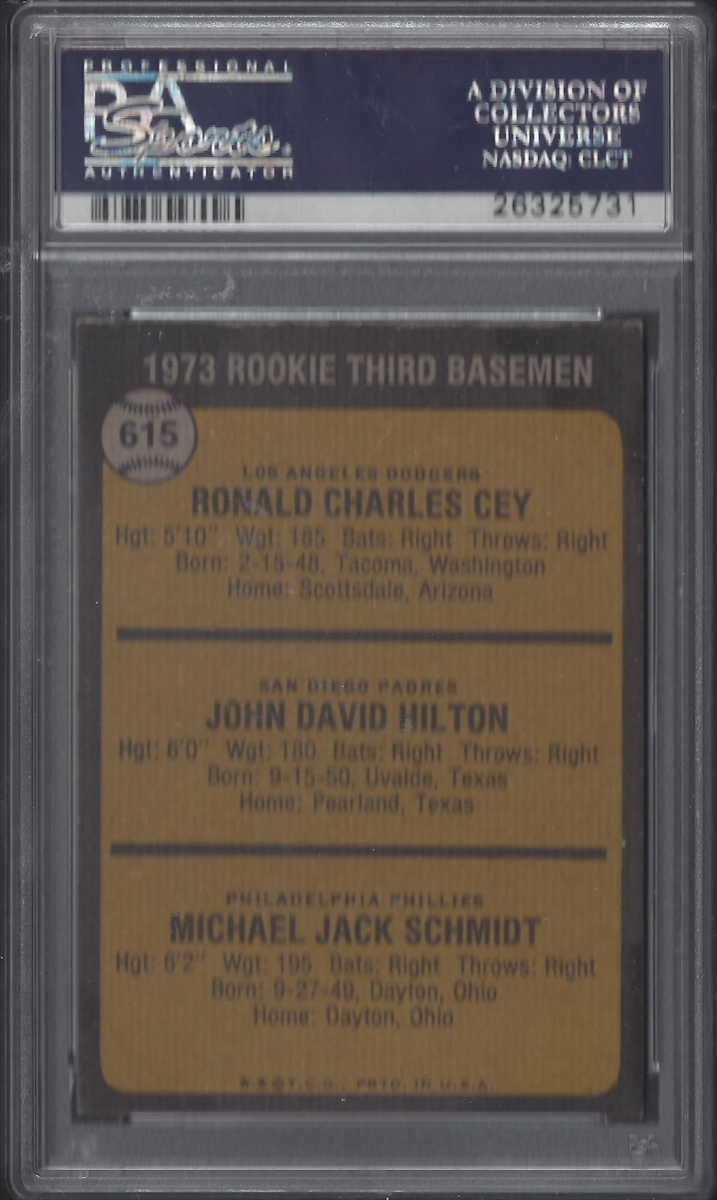 PROFESSIONAL
PSA
Sports
AUTHENTICATOR
A DIVISION OF
COLLECTORS
UNIVERSE
NASDAQ: CLCT
26325731
1973 ROOKIE THIRD BASEMEN
615
LOS ANGELES DODGERS
RONALD CHARLES CEY
Hgt: 5'10" Wgt: 185 Bats: Right Throws: Right
Born: 2-15-48, Tacoma, Washington
Home: Scottsdale, Arizona
SAN DIEGO PADRES
JOHN DAVID HILTON
Hgt: 6'0" Wgt: 180 Bats: Right Throws: Right
Born: 9-15-50, Uvalde, Texas
Home: Pearland, Texas
PHILADELPHIA PHILLIES
MICHAEL JACK SCHMIDT
Hgt: 6'2" Wgt: 195 Bats: Right Throws: Right
Born: 9-27-49, Dayton, Ohio
Home: Dayton, Ohio
★★©T.C.G., PRTD. IN U.S.A.